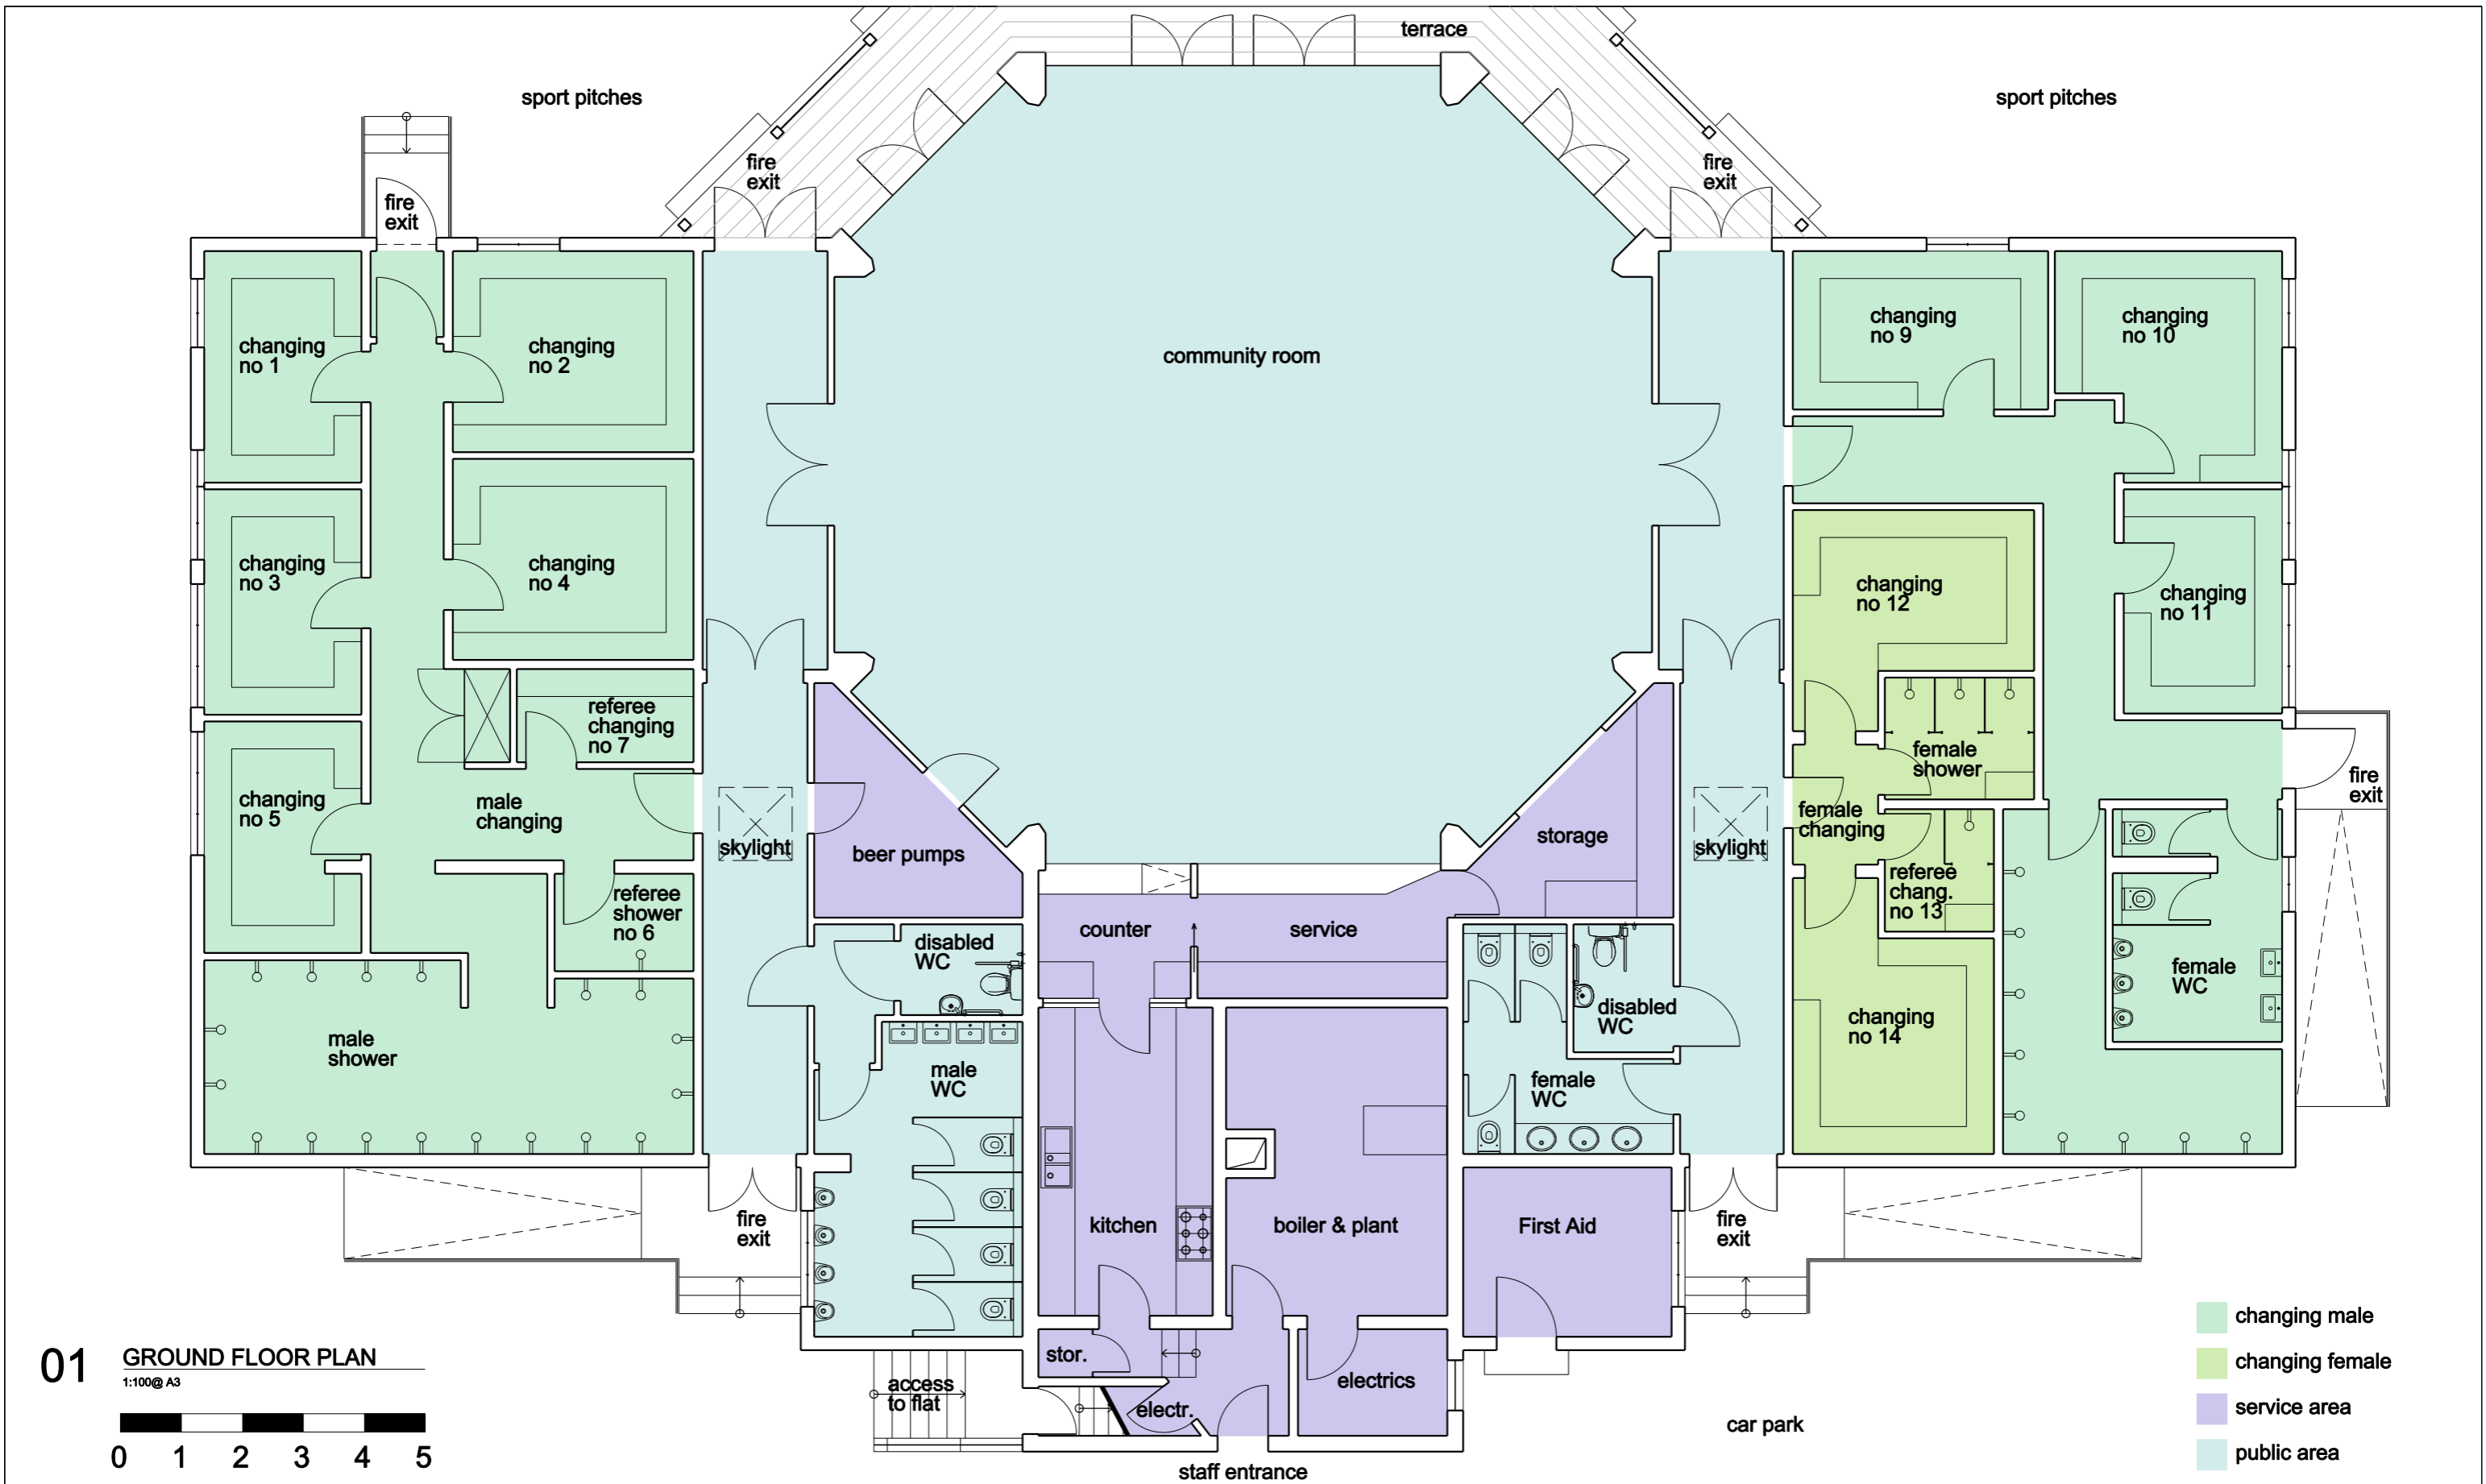 terrace
sport pitches
sport pitches
fire
exit
fire
exit
fire
exit
changing
no 1
changing
no 2
community room
changing
no 9
changing
no 10
changing
no 3
changing
no 4
changing
no 12
changing
no 11
referee
changing
no 7
female
shower
fire
exit
changing
no 5
male
changing
skylight
beer pumps
storage
skylight
female
changing
referee
shower
no 6
referee
chang.
no 13
disabled
WC
counter
service
disabled
WC
female
WC
male
shower
changing
no 14
male
WC
female
WC
fire
exit
kitchen
boiler & plant
First Aid
fire
exit
stor.
access
to flat
electr.
electrics
car park
staff entrance
01
GROUND FLOOR PLAN
1:100@ A3
0 1 2 3 4 5
changing male
changing female
service area
public area